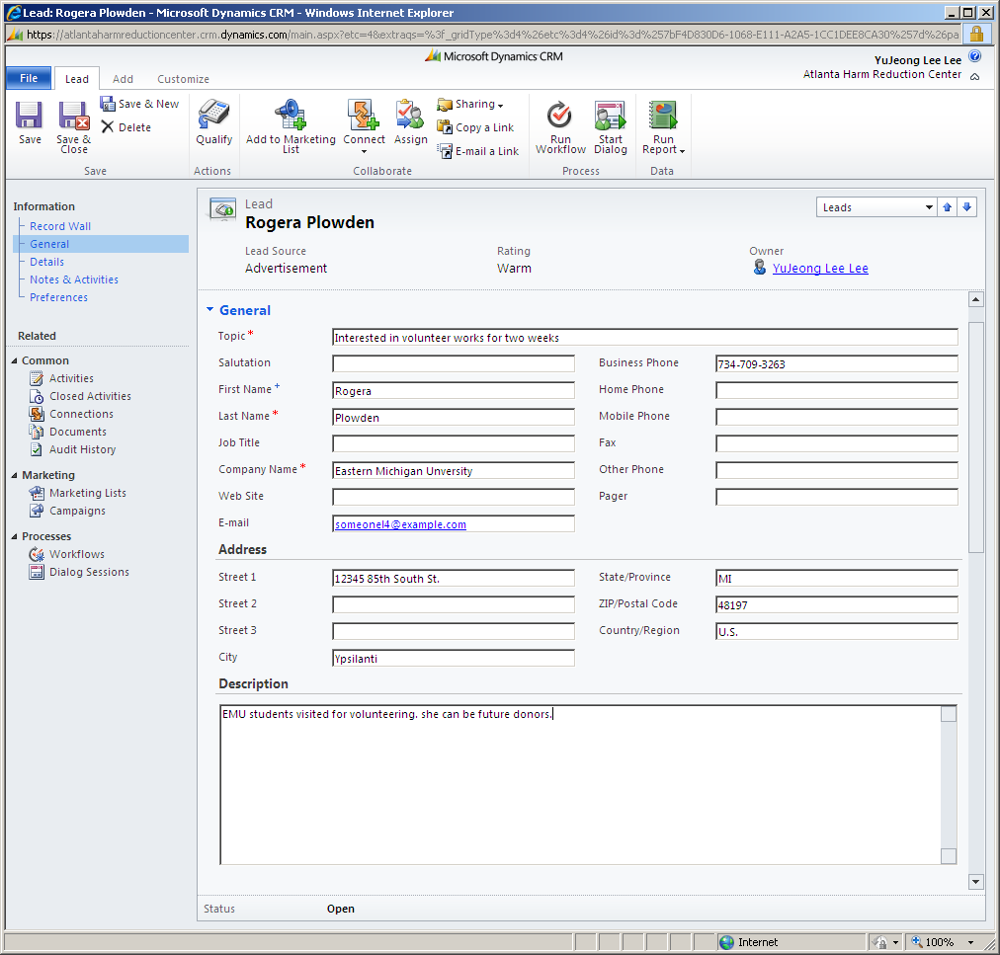 Lead: Rogera Plowden - Microsoft Dynamics CRM - Windows Internet Explorer
https://atlantaharmreductioncenter.crm.dynamics.com/main.aspx?etc=4&extraqs=%3F_gridType%3d4%26etc%3d4%26id%3d%257bF4D830D6-1068-E111-A2A5-1CC1DEE8CA30%257d%26pa
Microsoft Dynamics CRM
YuJeong Lee Lee
Atlanta Harm Reduction Center
File Lead Add Customize
Save
Save & Close
Save & New
Delete
Save
Qualify
Actions
Add to Marketing List
Connect
Assign
Sharing
Copy a Link
E-mail a Link
Collaborate
Run Workflow
Start Dialog
Process
Run Report
Data
Information
Record Wall
General
Details
Notes & Activities
Preferences
Related
Common
Activities
Closed Activities
Connections
Documents
Audit History
Marketing
Marketing Lists
Campaigns
Processes
Workflows
Dialog Sessions
Lead
Rogera Plowden
Leads
Lead Source
Advertisement
Rating
Warm
Owner
YuJeong Lee Lee
General
Topic* Interested in volunteer works for two weeks
Salutation
Business Phone 734-709-3263
First Name+ Rogera
Home Phone
Last Name* Plowden
Mobile Phone
Job Title
Fax
Company Name* Eastern Michigan Unversity
Other Phone
Web Site
Pager
E-mail someonel4@example.com
Address
Street 1 12345 85th South St.
State/Province MI
Street 2
ZIP/Postal Code 48197
Street 3
Country/Region U.S.
City Ypsilanti
Description
EMU students visited for volunteering. she can be future donors.
Status Open
Internet
100%